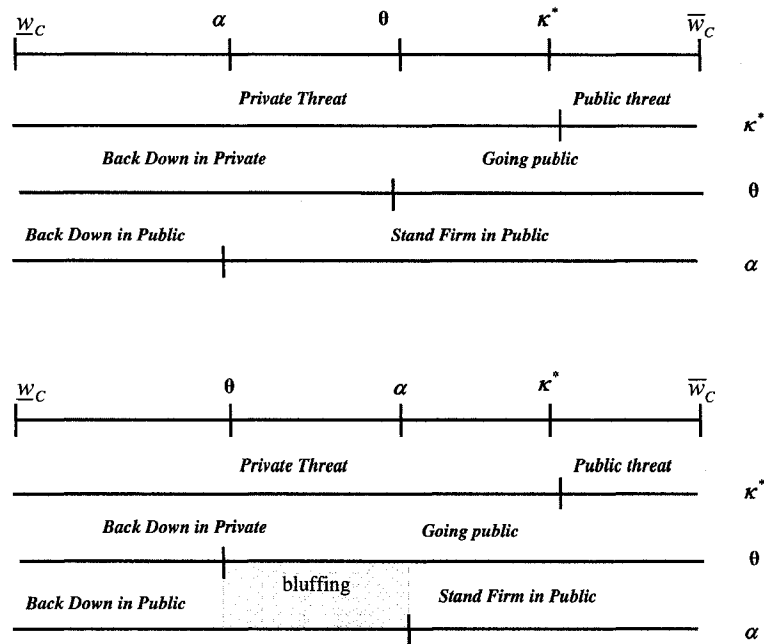 w_C α θ κ* w̅_C
Private Threat Public threat
κ*
Back Down in Private Going public
θ
Back Down in Public Stand Firm in Public
α
w_C θ α κ* w̅_C
Private Threat Public threat
κ*
Back Down in Private Going public
θ
bluffing
Back Down in Public Stand Firm in Public
α